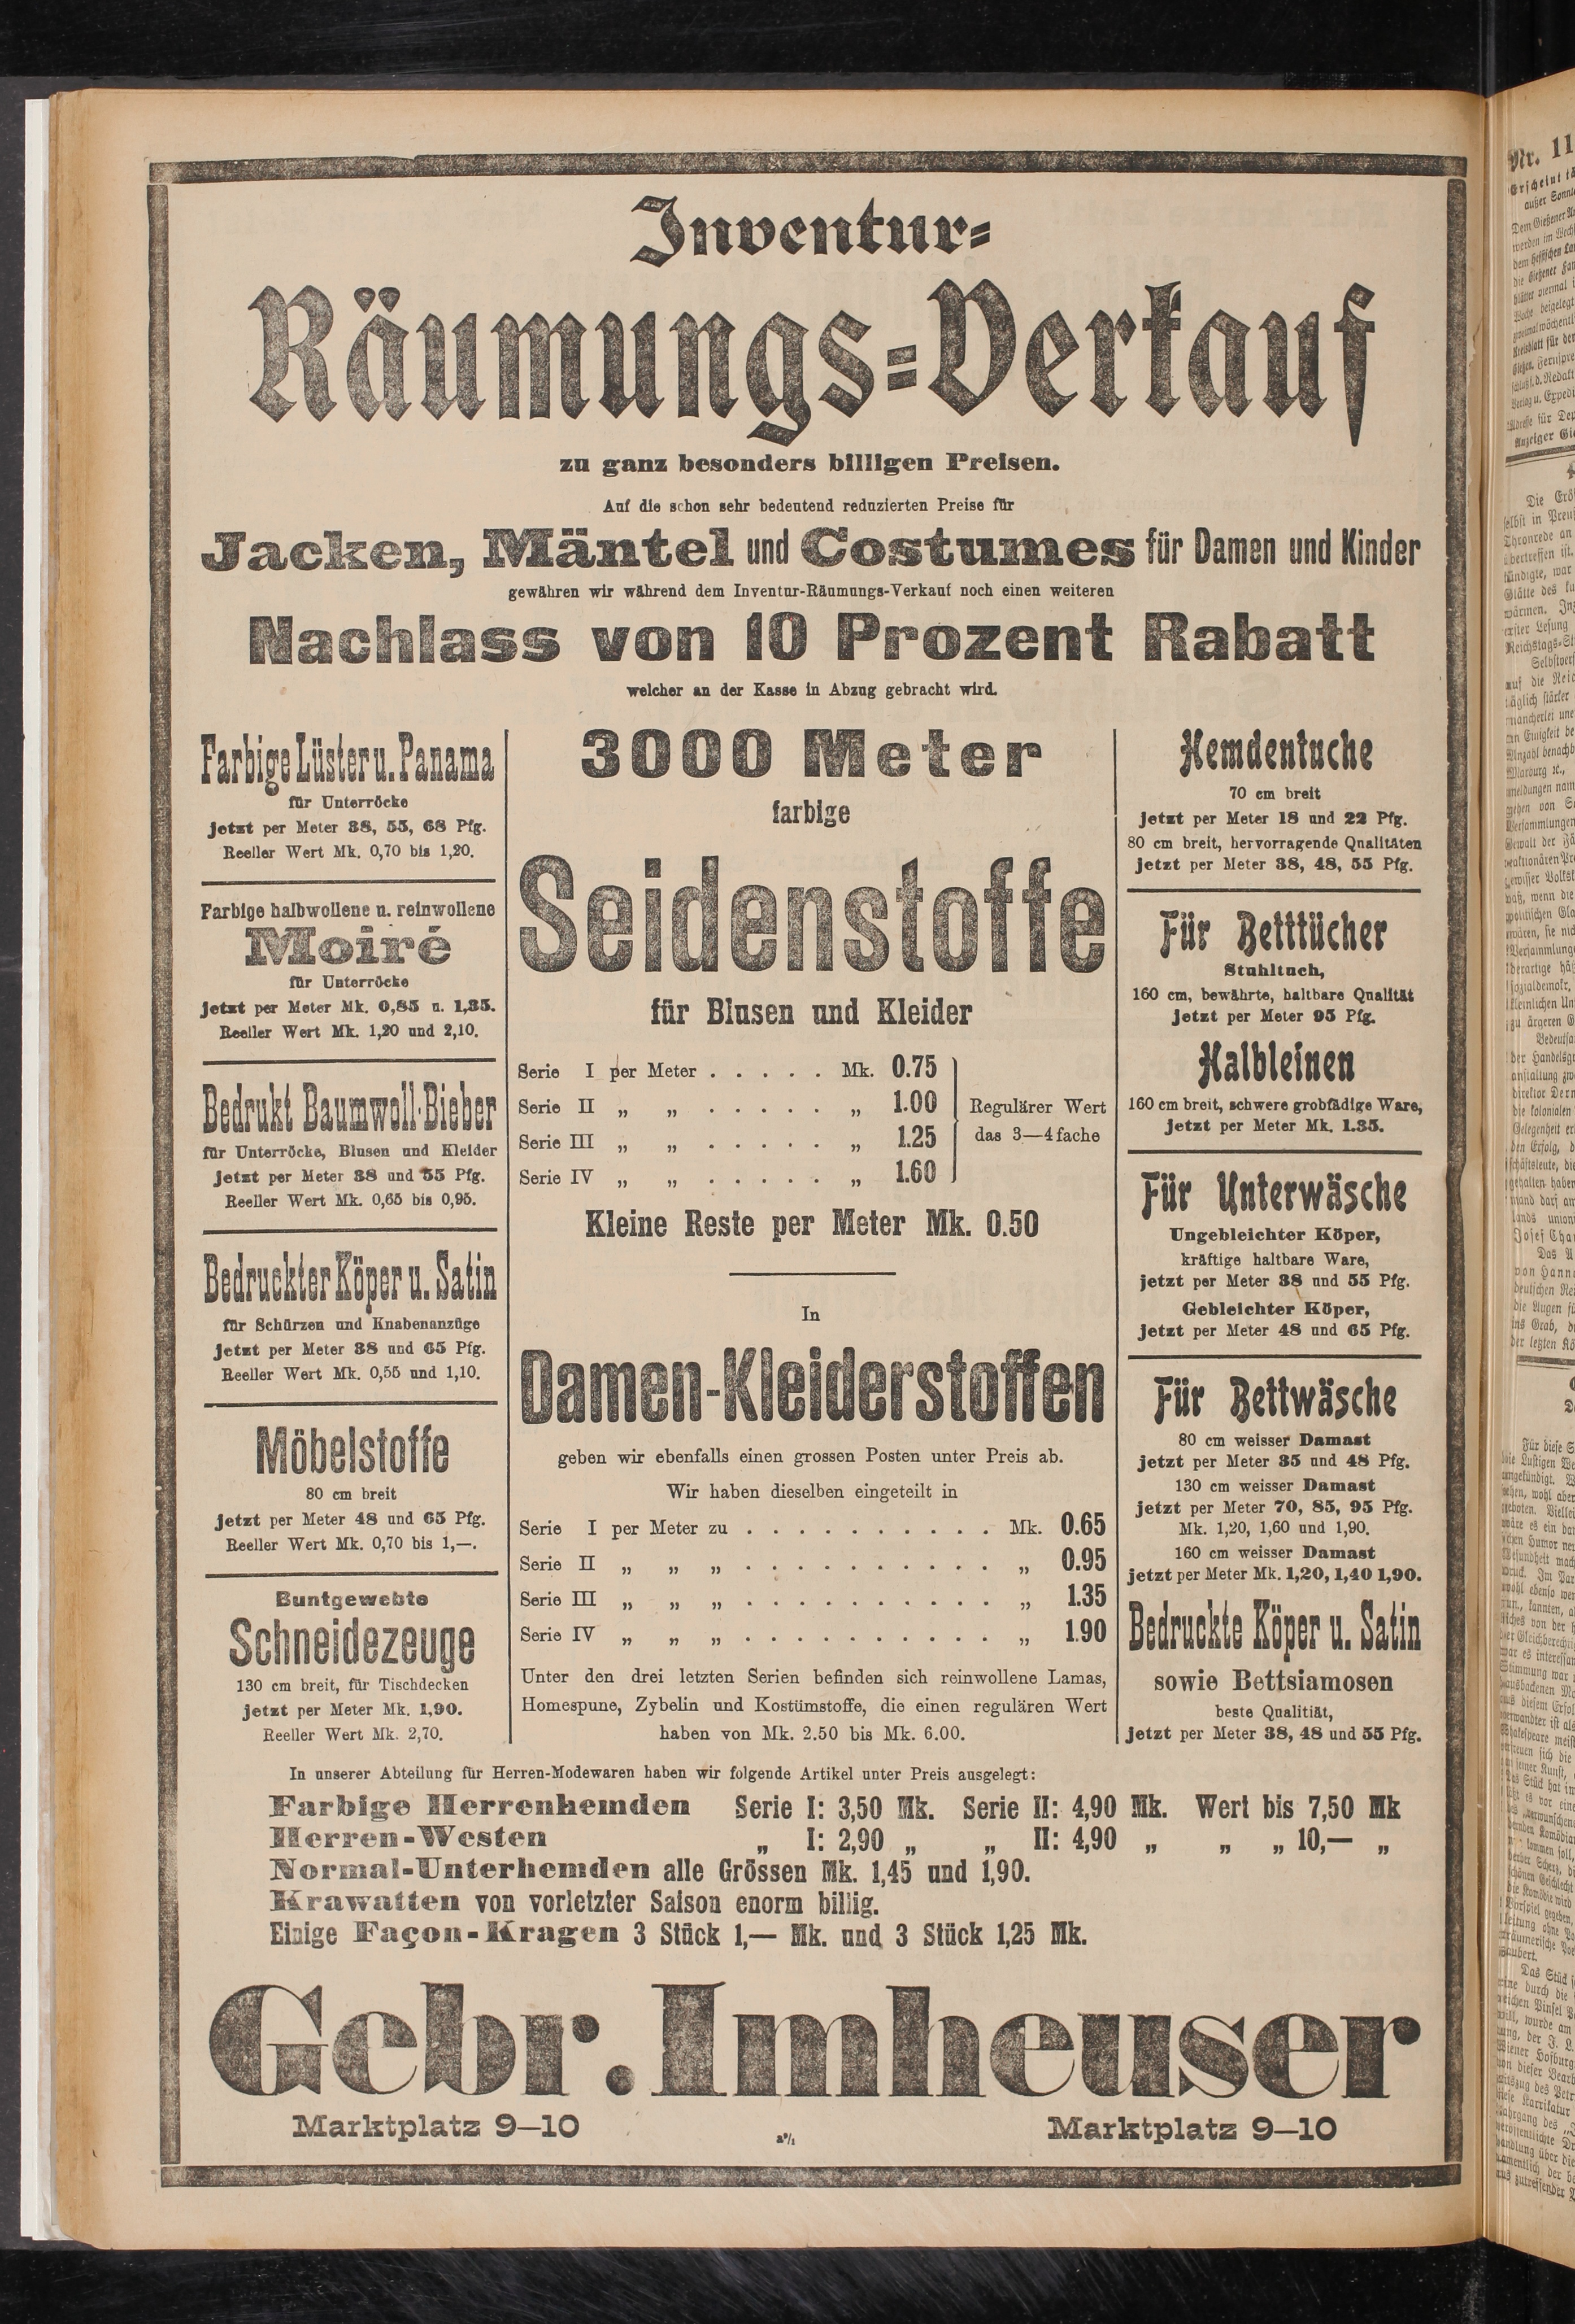 Inventur=
Räumungs=Verkauf
zu ganz besonders billigen Preisen.
Auf die schon sehr bedeutend reduzierten Preise für
Jacken, Mäntel und Costumes für Damen und Kinder
gewähren wir während dem Inventur-Räumungs-Verkauf noch einen weiteren
Nachlass von 10 Prozent Rabatt
welcher an der Kasse in Abzug gebracht wird.
Farbige Lüster u. Panama
für Unterröcke
jetzt per Meter 38, 55, 68 Pfg.
Reeller Wert Mk. 0,70 bis 1,20.
Farbige halbwollene u. reinwollene
Moiré
für Unterröcke
jetzt per Meter Mk. 0,85 u. 1,35.
Reeller Wert Mk. 1,20 und 2,10.
Bedrukt Baumwoll-Bieber
für Unterröcke, Blusen und Kleider
jetzt per Meter 38 und 55 Pfg.
Reeller Wert Mk. 0,65 bis 0,95.
Bedruckter Köper u. Satin
für Schürzen und Knabenanzüge
jetzt per Meter 38 und 65 Pfg.
Reeller Wert Mk. 0,55 und 1,10.
Möbelstoffe
80 cm breit
jetzt per Meter 48 und 65 Pfg.
Reeller Wert Mk. 0,70 bis 1,—.
Buntgewebte
Schneidezeuge
130 cm breit, für Tischdecken
jetzt per Meter Mk. 1,90.
Reeller Wert Mk. 2,70.
3000 Meter
farbige
Seidenstoffe
für Blusen und Kleider
Serie I per Meter . . . . . Mk. 0.75
Serie II „ „ . . . . . „ 1.00
Serie III „ „ . . . . . „ 1.25
Serie IV „ „ . . . . . „ 1.60
Regulärer Wert
das 3—4fache
Kleine Reste per Meter Mk. 0.50
In
Damen-Kleiderstoffen
geben wir ebenfalls einen grossen Posten unter Preis ab.
Wir haben dieselben eingeteilt in
Serie I per Meter zu . . . . . . . . . . Mk. 0.65
Serie II „ „ „ . . . . . . . . . . „ 0.95
Serie III „ „ „ . . . . . . . . . . „ 1.35
Serie IV „ „ „ . . . . . . . . . . „ 1.90
Unter den drei letzten Serien befinden sich reinwollene Lamas,
Homespune, Zybelin und Kostümstoffe, die einen regulären Wert
haben von Mk. 2.50 bis Mk. 6.00.
Hemdentuche
70 cm breit
jetzt per Meter 18 und 22 Pfg.
80 cm breit, hervorragende Qualitäten
jetzt per Meter 38, 48, 55 Pfg.
Für Betttücher
Stuhltuch,
160 cm, bewährte, haltbare Qualität
jetzt per Meter 95 Pfg.
Halbleinen
160 cm breit, schwere grobfädige Ware,
jetzt per Meter Mk. 1.35.
Für Unterwäsche
Ungebleichter Köper,
kräftige haltbare Ware,
jetzt per Meter 38 und 55 Pfg.
Gebleichter Köper,
jetzt per Meter 48 und 65 Pfg.
Für Bettwäsche
80 cm weisser Damast
jetzt per Meter 35 und 48 Pfg.
130 cm weisser Damast
jetzt per Meter 70, 85, 95 Pfg.
Mk. 1,20, 1,60 und 1,90.
160 cm weisser Damast
jetzt per Meter Mk. 1,20, 1,40 1,90.
Bedruckte Köper u. Satin
sowie Bettsiamosen
beste Qualitiät,
jetzt per Meter 38, 48 und 55 Pfg.
In unserer Abteilung für Herren-Modewaren haben wir folgende Artikel unter Preis ausgelegt:
Farbige Herrenhemden Serie I: 3,50 Mk. Serie II: 4,90 Mk. Wert bis 7,50 Mk
Herren-Westen „ I: 2,90 „ „ II: 4,90 „ „ „ 10,— „
Normal-Unterhemden alle Grössen Mk. 1,45 und 1,90.
Krawatten von vorletzter Saison enorm billig.
Einige Façon-Kragen 3 Stück 1,— Mk. und 3 Stück 1,25 Mk.
Gebr. Imheuser
Marktplatz 9—10
Marktplatz 9—10
Nr. 11